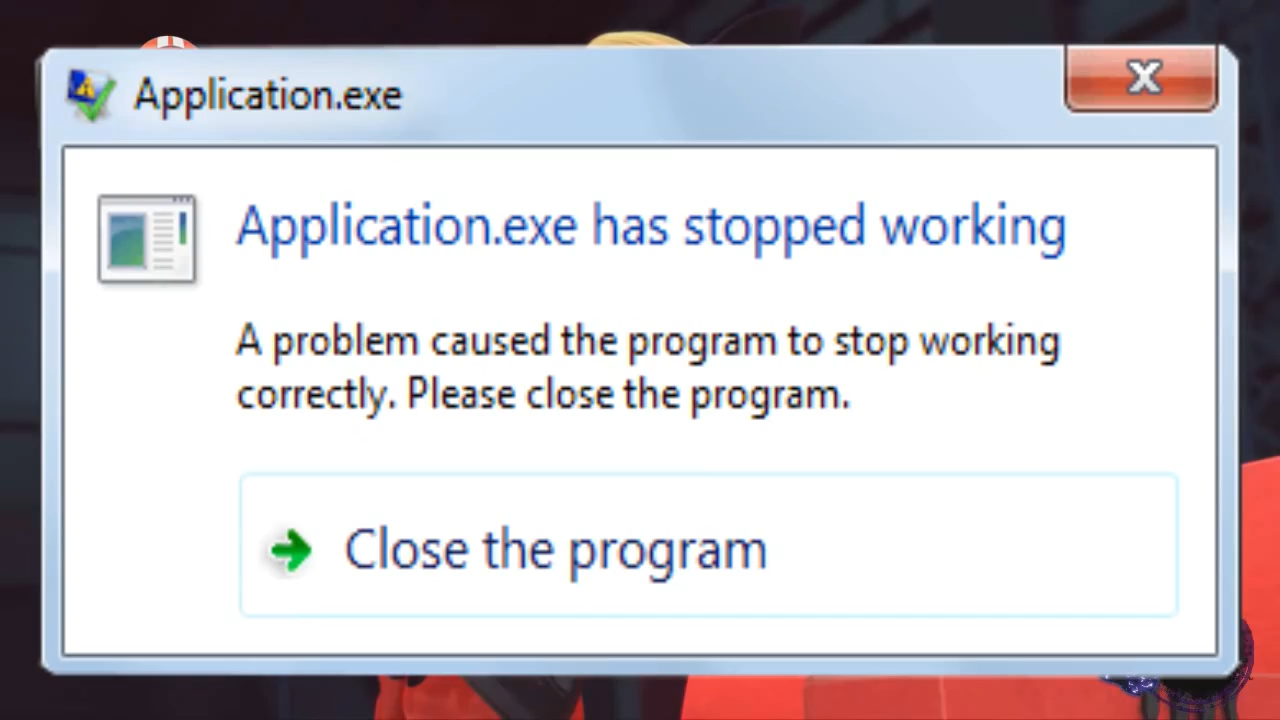 Application.exe
Application.exe has stopped working
A problem caused the program to stop working
correctly. Please close the program.
Close the program